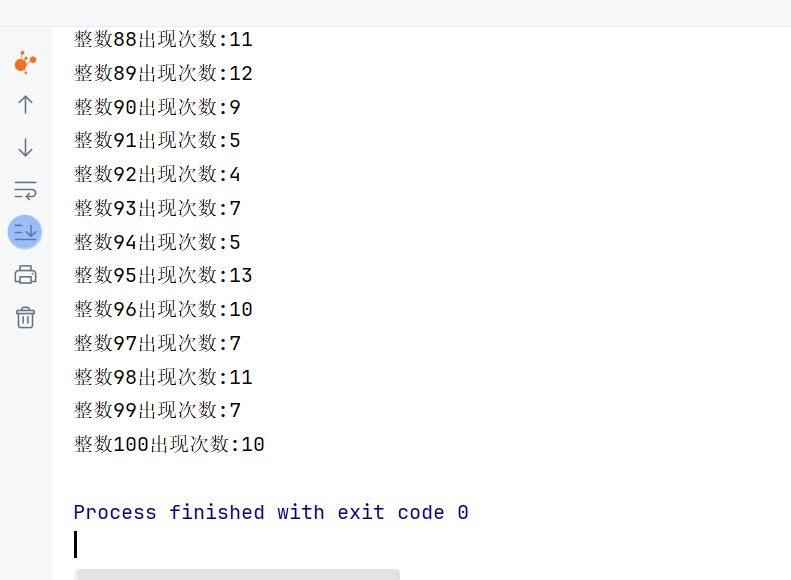 整数88出现次数:11
整数89出现次数:12
整数90出现次数:9
整数91出现次数:5
整数92出现次数:4
整数93出现次数:7
整数94出现次数:5
整数95出现次数:13
整数96出现次数:10
整数97出现次数:7
整数98出现次数:11
整数99出现次数:7
整数100出现次数:10
Process finished with exit code 0